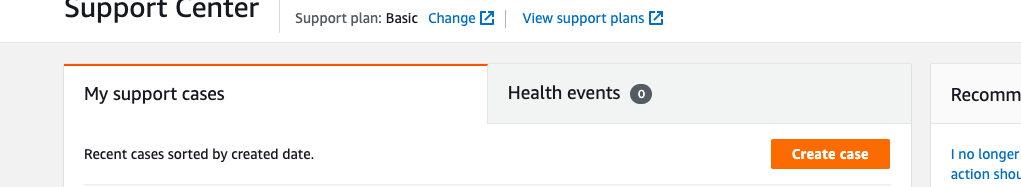 Support Center
Support plan: Basic Change View support plans
My support cases
Health events 0
Recomm
Recent cases sorted by created date.
Create case
I no longer
action shou